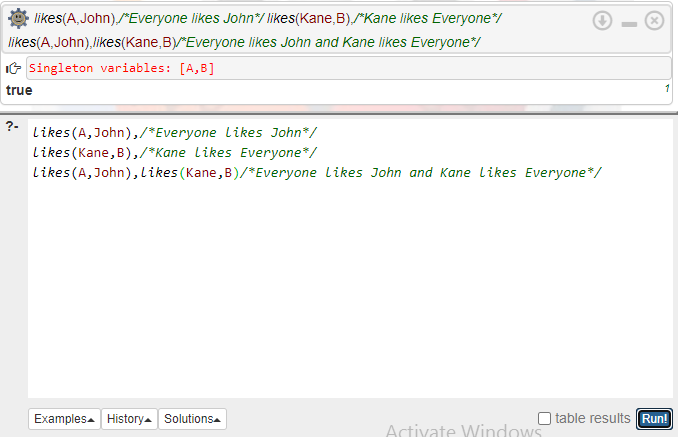 likes(A,John),/*Everyone likes John*/ likes(Kane,B),/*Kane likes Everyone*/
likes(A,John),likes(Kane,B)/*Everyone likes John and Kane likes Everyone*/
Singleton variables: [A,B]
true 1
?- likes(A,John),/*Everyone likes John*/
likes(Kane,B),/*Kane likes Everyone*/
likes(A,John),likes(Kane,B)/*Everyone likes John and Kane likes Everyone*/
Examples History Solutions table results Run!
Activate Windows